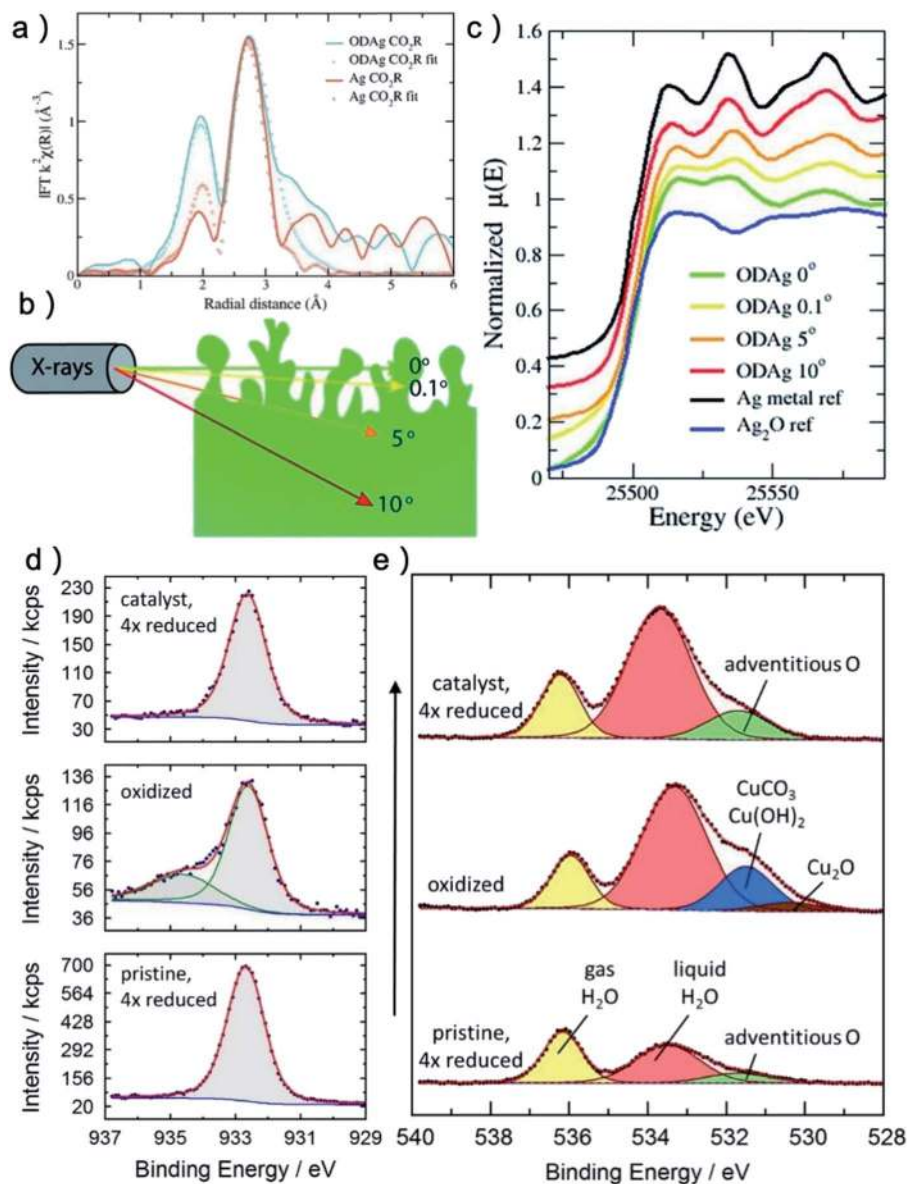 a )
ODAg CO₂R
ODAg CO₂R fit
Ag CO₂R
Ag CO₂R fit
|FT k²χ(R)| (Å⁻³)
1.5
1
0.5
0
0 1 2 3 4 5 6
Radial distance (Å)
b )
X-rays
0°
0.1°
5°
10°
c )
Normalized μ(E)
1.6
1.4
1.2
1
0.8
0.6
0.4
0.2
0
ODAg 0°
ODAg 0.1°
ODAg 5°
ODAg 10°
Ag metal ref
Ag₂O ref
25500 25550
Energy (eV)
d )
Intensity / kcps
230
190
150
110
70
30
catalyst,
4x reduced
Intensity / kcps
136
116
96
76
56
36
oxidized
Intensity / kcps
700
564
428
292
156
20
pristine,
4x reduced
937 935 933 931 929
Binding Energy / eV
e )
catalyst,
4x reduced
adventitious O
oxidized
CuCO₃
Cu(OH)₂
Cu₂O
pristine,
4x reduced
gas
H₂O
liquid
H₂O
adventitious O
540 538 536 534 532 530 528
Binding Energy / eV